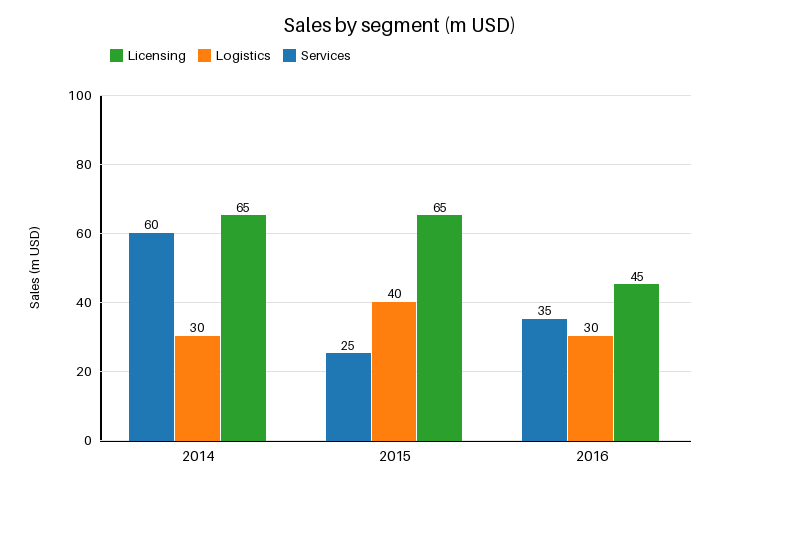 Sales by segment (m USD)
Licensing Logistics Services
100
80
60
40
20
0
Sales (m USD)
60 30 65
25 40 65
35 30 45
2014 2015 2016